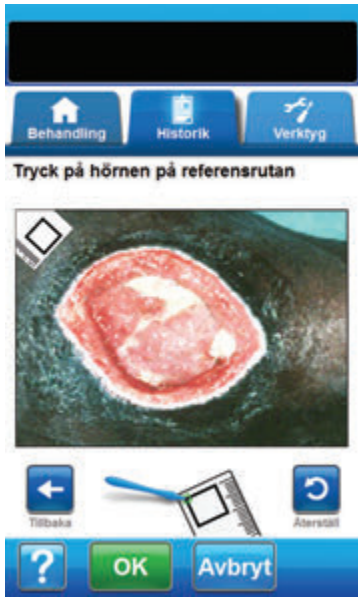 Behandling
Historik
Verktyg
Tryck på hörnen på referensrutan
Tillbaka
Återställ
?
OK
Avbryt